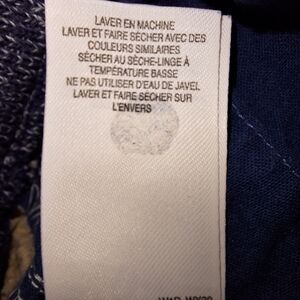 LAVER EN MACHINE
LAVER ET FAIRE SÉCHER AVEC DES
COULEURS SIMILAIRES
SÉCHER AU SÈCHE-LINGE À
TEMPÉRATURE BASSE
NE PAS UTILISER D'EAU DE JAVEL
LAVER ET FAIRE SÉCHER SUR
L'ENVERS